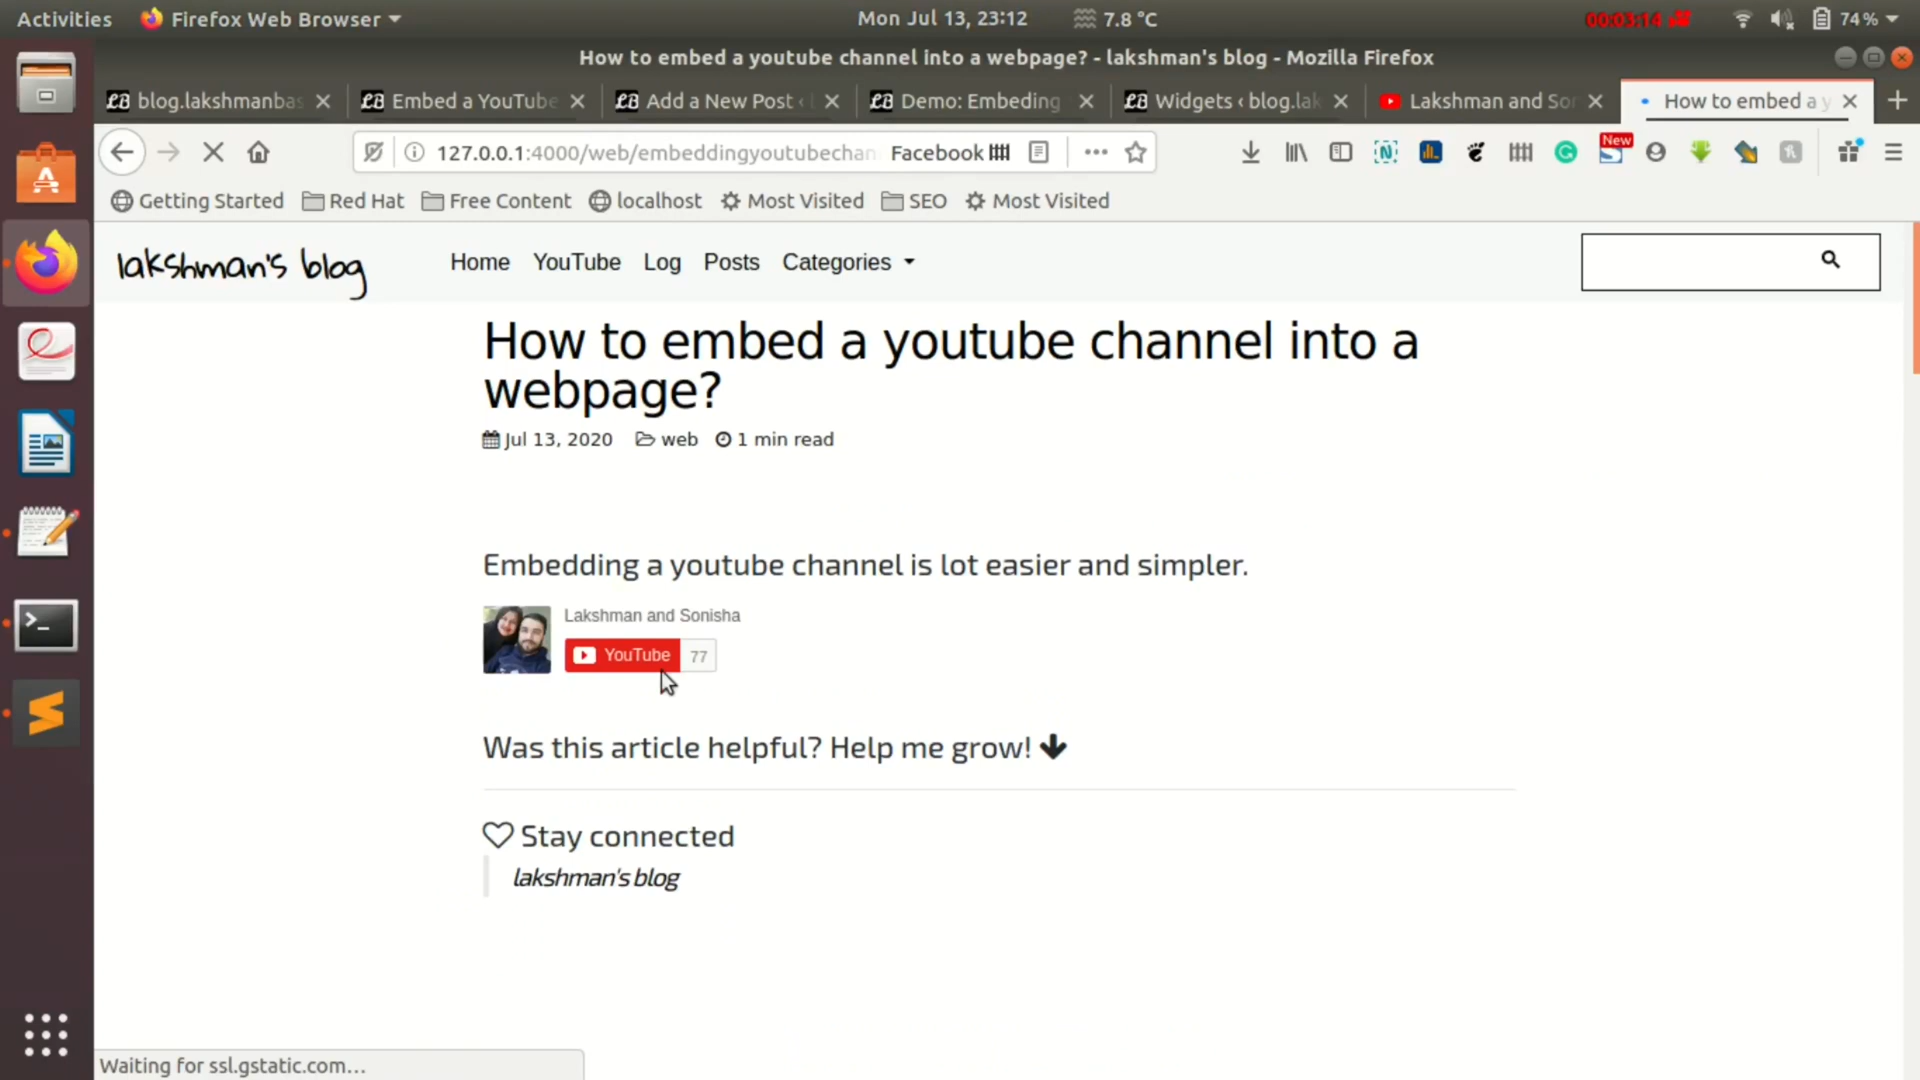 Activities Firefox Web Browser Mon Jul 13, 23:12 7.8 °C 00:03:14 74%
How to embed a youtube channel into a webpage? - lakshman's blog - Mozilla Firefox
blog.lakshmanbas Embed a YouTube Add a New Post ‹ Demo: Embeding Widgets ‹ blog.lak Lakshman and Son How to embed a y
127.0.0.1:4000/web/embeddingyoutubechan Facebook New
Getting Started Red Hat Free Content localhost Most Visited SEO Most Visited
lakshman's blog Home YouTube Log Posts Categories
How to embed a youtube channel into a
webpage?
Jul 13, 2020 web 1 min read
Embedding a youtube channel is lot easier and simpler.
Lakshman and Sonisha
YouTube 77
Was this article helpful? Help me grow!
Stay connected
lakshman's blog
Waiting for ssl.gstatic.com...